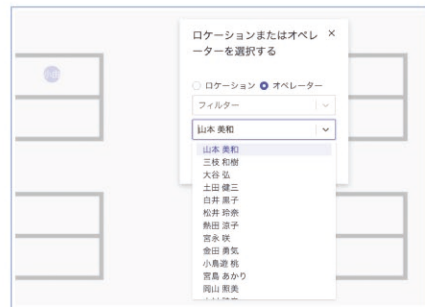 ロケーションまたはオペレ
ーターを選択する
×
ロケーション
オペレーター
フィルター
山本 美和
山本 美和
三枝 和樹
大谷 弘
土田 健三
白井 黒子
松井 玲奈
熱田 涼子
宮永 咲
金田 勇気
小鳥遊 桃
宮島 あかり
岡山 照美